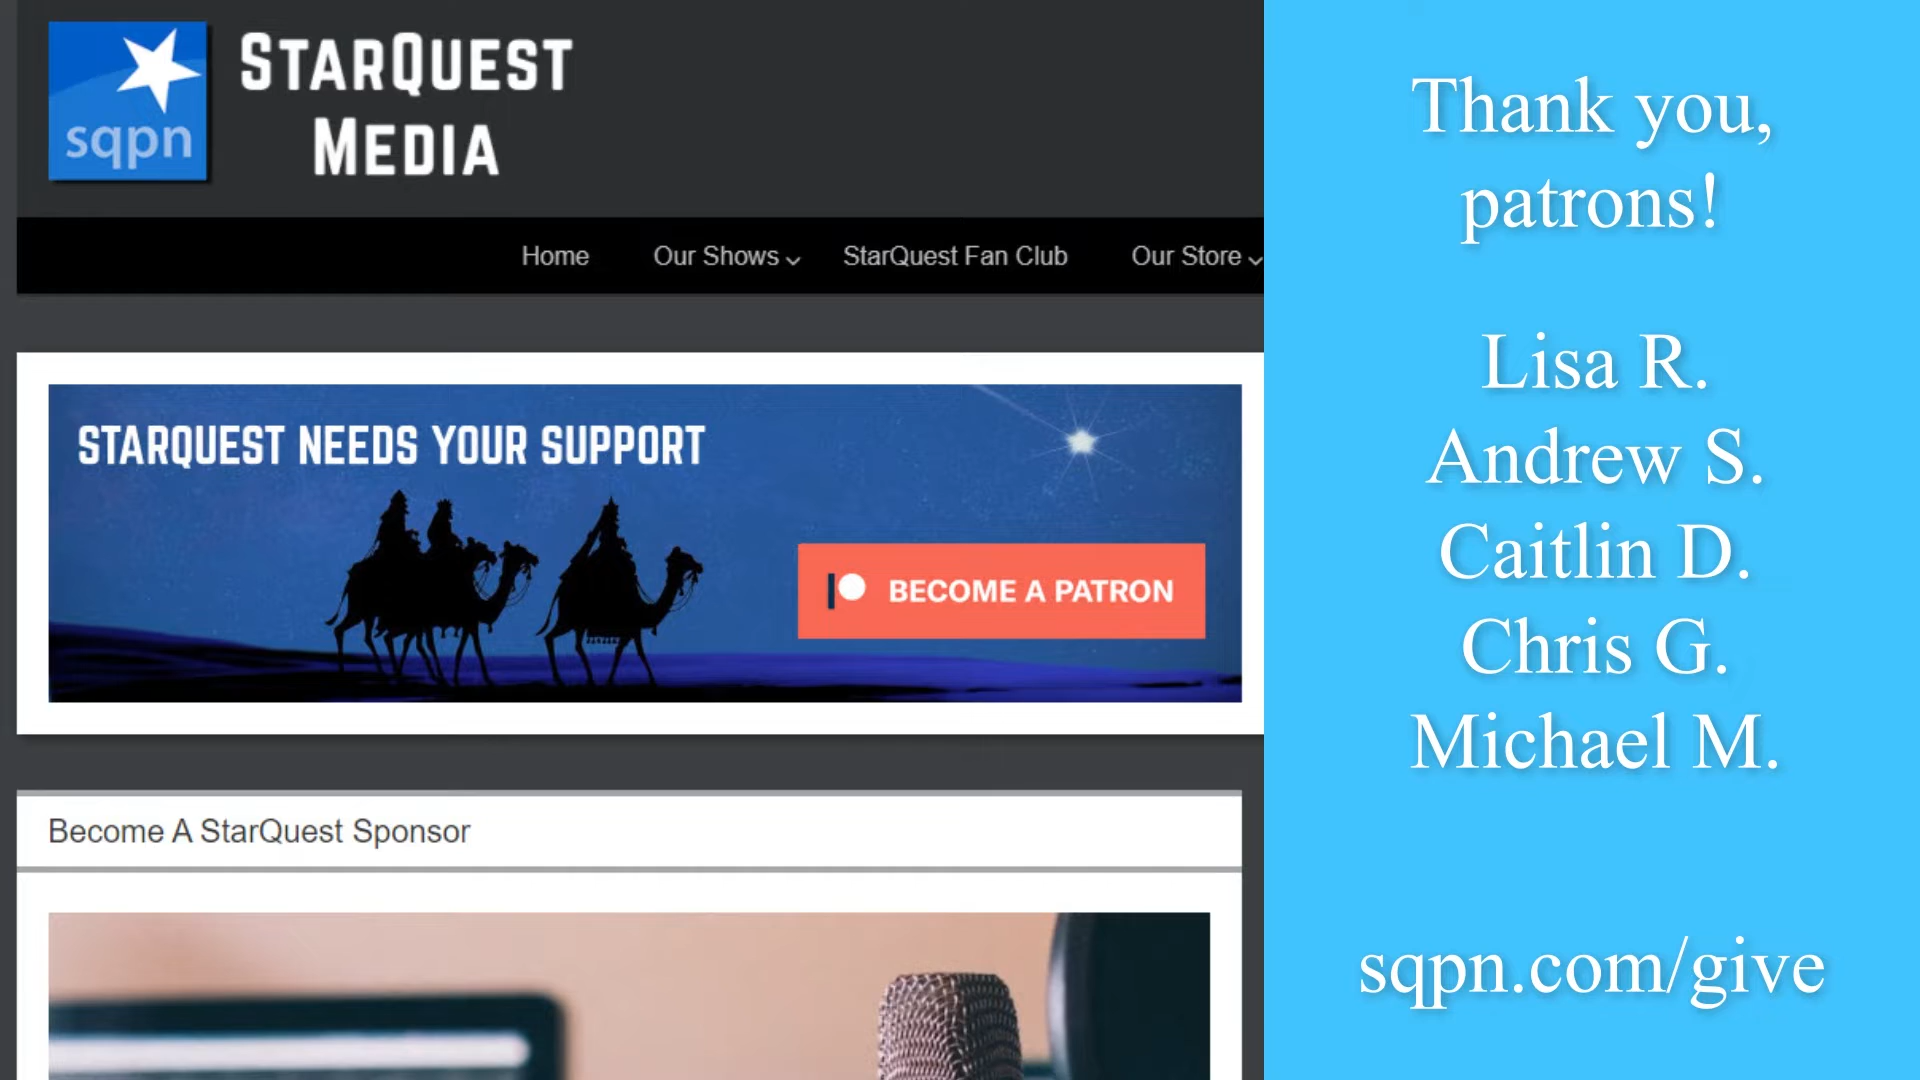 sqpn
STARQUEST
MEDIA
Home Our Shows StarQuest Fan Club Our Store
STARQUEST NEEDS YOUR SUPPORT
BECOME A PATRON
Become A StarQuest Sponsor
Thank you,
patrons!
Lisa R.
Andrew S.
Caitlin D.
Chris G.
Michael M.
sqpn.com/give